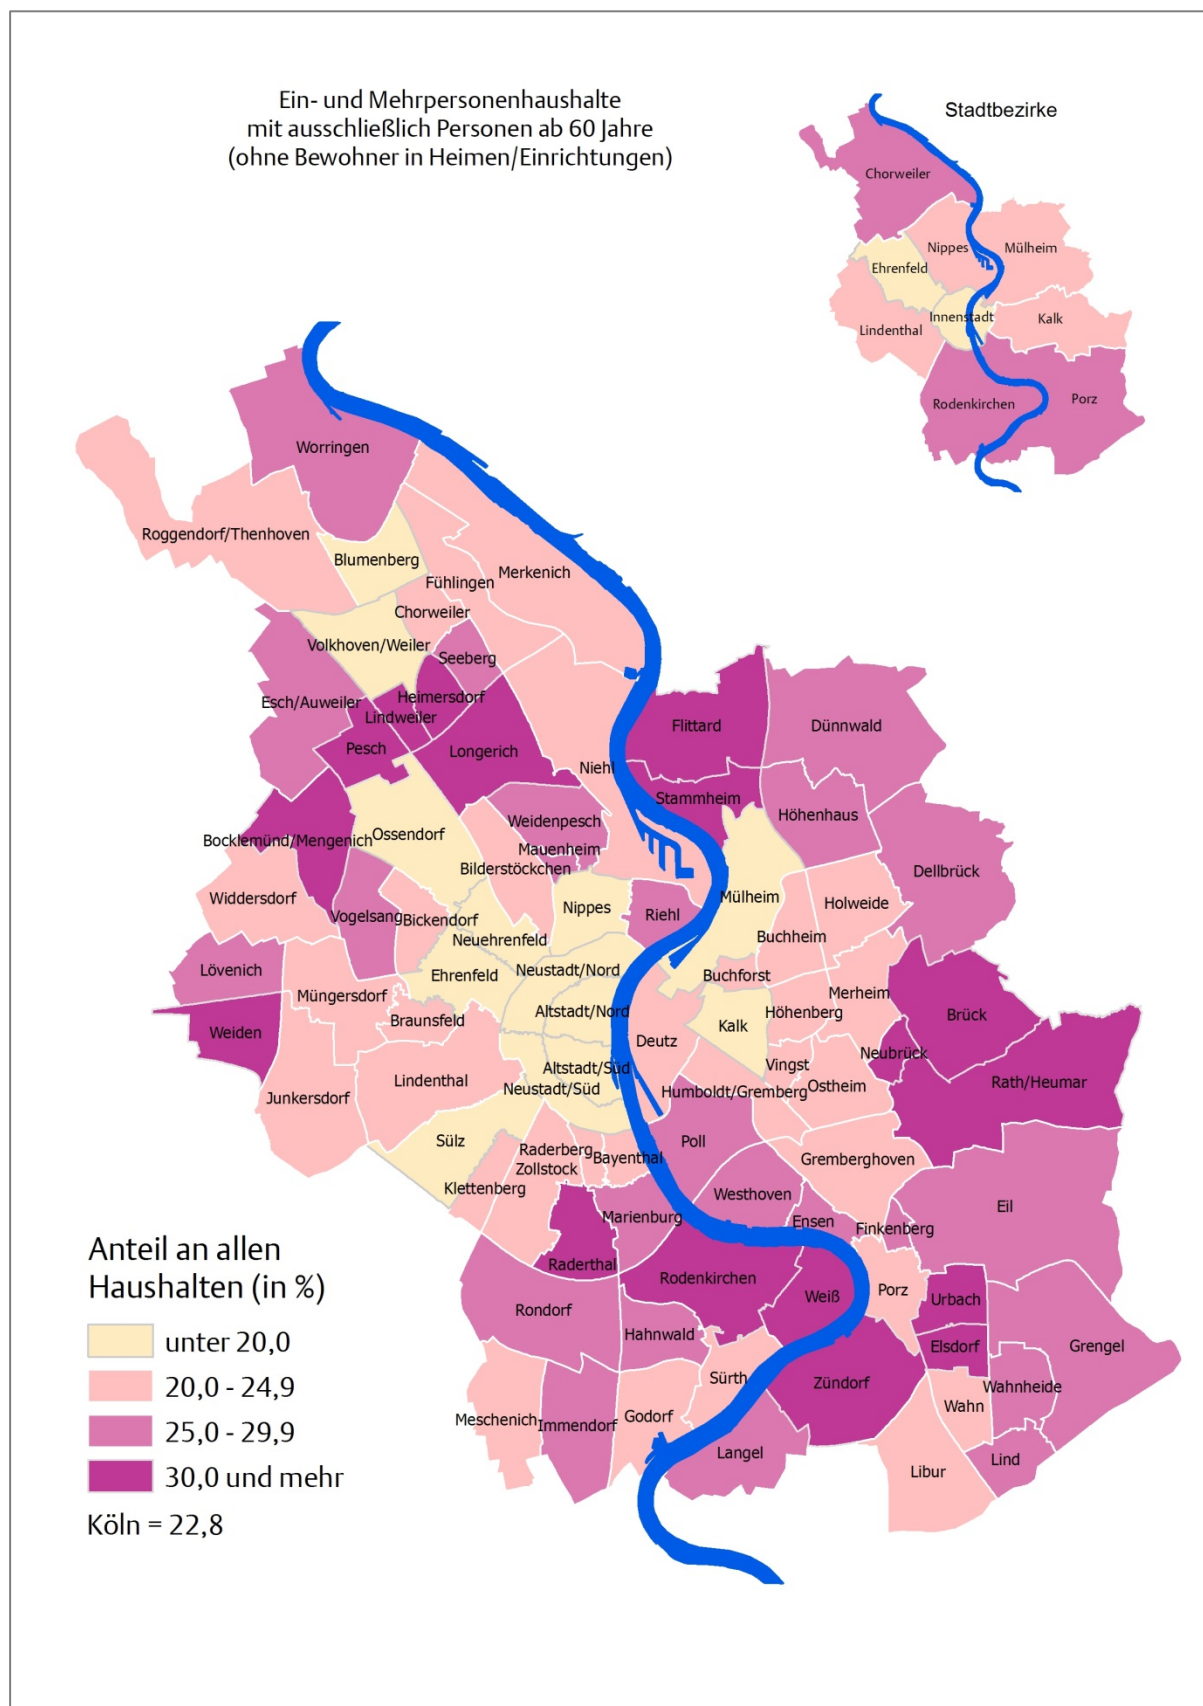 Ein- und Mehrpersonenhaushalte
mit ausschließlich Personen ab 60 Jahre
(ohne Bewohner in Heimen/Einrichtungen)
Stadtbezirke
Chorweiler
Nippes
Mülheim
Ehrenfeld
Innenstadt
Kalk
Lindenthal
Rodenkirchen
Porz
Worringen
Roggendorf/Thenhoven
Blumenberg
Merkenich
Fühlingen
Chorweiler
Volkhoven/Weiler
Seeberg
Esch/Auweiler
Heimersdorf
Lindweiler
Pesch
Longerich
Flittard
Dünnwald
Niehl
Stammheim
Höhenhaus
Weidenpesch
Ossendorf
Bocklemünd/Mengenich
Mauenheim
Bilderstöckchen
Dellbrück
Widdersdorf
Mülheim
Holweide
Nippes
Riehl
Vogelsang
Bickendorf
Buchheim
Neuehrenfeld
Lövenich
Ehrenfeld
Neustadt/Nord
Buchforst
Müngersdorf
Merheim
Altstadt/Nord
Höhenberg
Brück
Braunsfeld
Weiden
Kalk
Deutz
Neubrück
Rath/Heumar
Vingst
Altstadt/Süd
Lindenthal
Neustadt/Süd
Humboldt/Gremberg
Ostheim
Junkersdorf
Sülz
Poll
Raderberg
Bayenthal
Zollstock
Gremberghoven
Klettenberg
Westhoven
Eil
Marienburg
Ensen
Finkenberg
Raderthal
Rodenkirchen
Porz
Weiß
Urbach
Rondorf
Hahnwald
Elsdorf
Grengel
Sürth
Zündorf
Wahnheide
Wahn
Meschenich
Immendorf
Godorf
Langel
Lind
Libur
Anteil an allen
Haushalten (in %)
unter 20,0
20,0 - 24,9
25,0 - 29,9
30,0 und mehr
Köln = 22,8